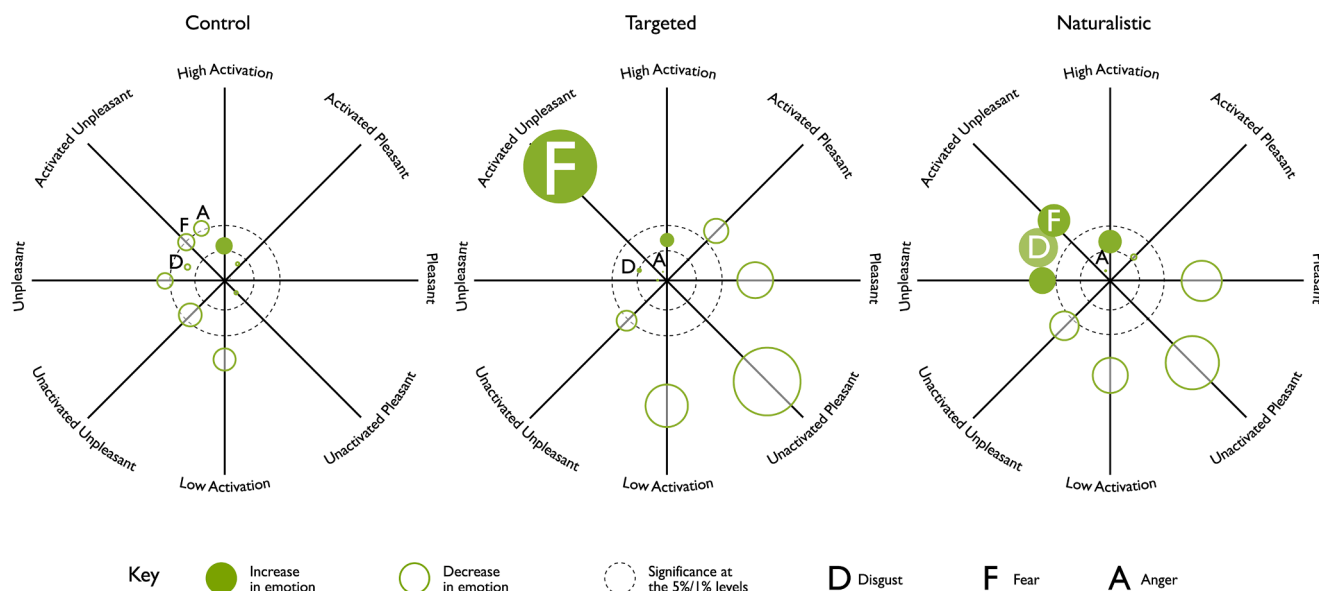 Control
Targeted
Naturalistic
High Activation
Activated Unpleasant
Activated Pleasant
F
A
D
Unpleasant
Pleasant
Unactivated Unpleasant
Unactivated Pleasant
Low Activation
High Activation
Activated Unpleasant
Activated Pleasant
F
D
A
Unpleasant
Pleasant
Unactivated Unpleasant
Unactivated Pleasant
Low Activation
High Activation
Activated Unpleasant
Activated Pleasant
F
D
A
Unpleasant
Pleasant
Unactivated Unpleasant
Unactivated Pleasant
Low Activation
Key
Increase
in emotion
Decrease
in emotion
Significance at
the 5%/1% levels
D Disgust
F Fear
A Anger